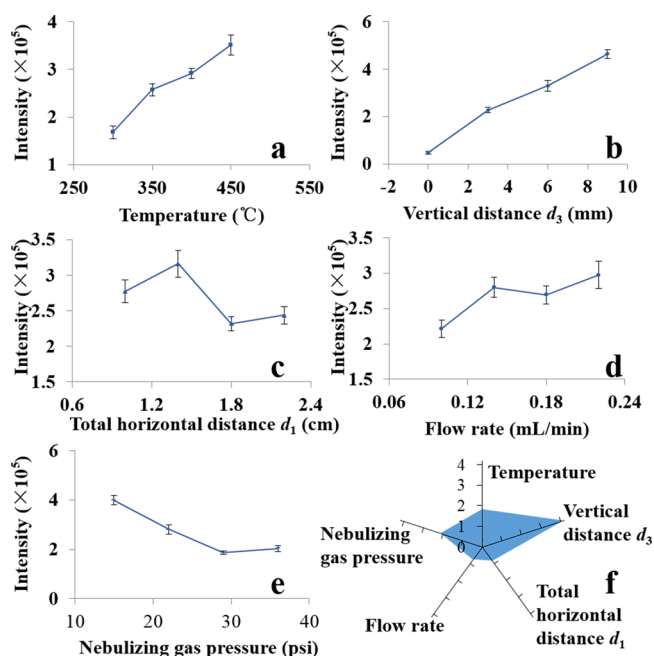 4
3
2
1
Intensity (×10⁵)
a
250 350 450 550
Temperature (℃)
6
4
2
0
Intensity (×10⁵)
b
-2 0 2 4 6 8 10
Vertical distance d₃ (mm)
3.5
3
2.5
2
1.5
Intensity (×10⁵)
c
0.6 1.2 1.8 2.4
Total horizontal distance d₁ (cm)
3.5
3
2.5
2
1.5
Intensity (×10⁵)
d
0.06 0.12 0.18 0.24
Flow rate (mL/min)
6
4
2
0
Intensity (×10⁵)
e
10 20 30 40
Nebulizing gas pressure (psi)
4
3
2
1
0
Temperature
Vertical
distance d₃
Total
horizontal
distance d₁
Flow rate
Nebulizing
gas pressure
f